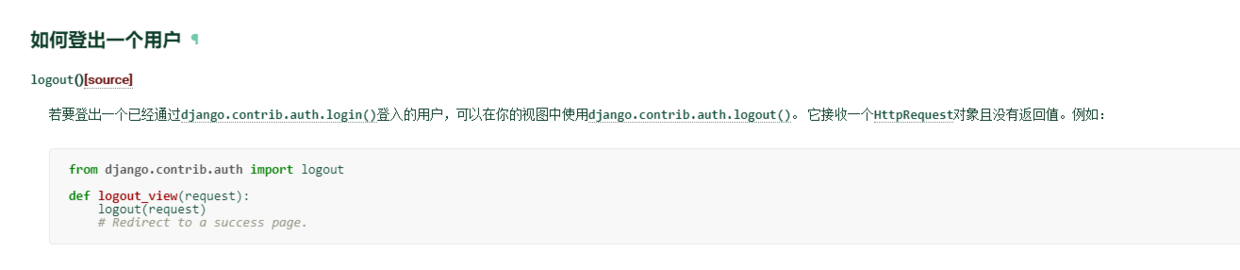 如何登出一个用户 ¶
logout()[source]
若要登出一个已经通过django.contrib.auth.login()登入的用户，可以在你的视图中使用django.contrib.auth.logout()。 它接收一个HttpRequest对象且没有返回值。例如：
from django.contrib.auth import logout
def logout_view(request):
    logout(request)
    # Redirect to a success page.